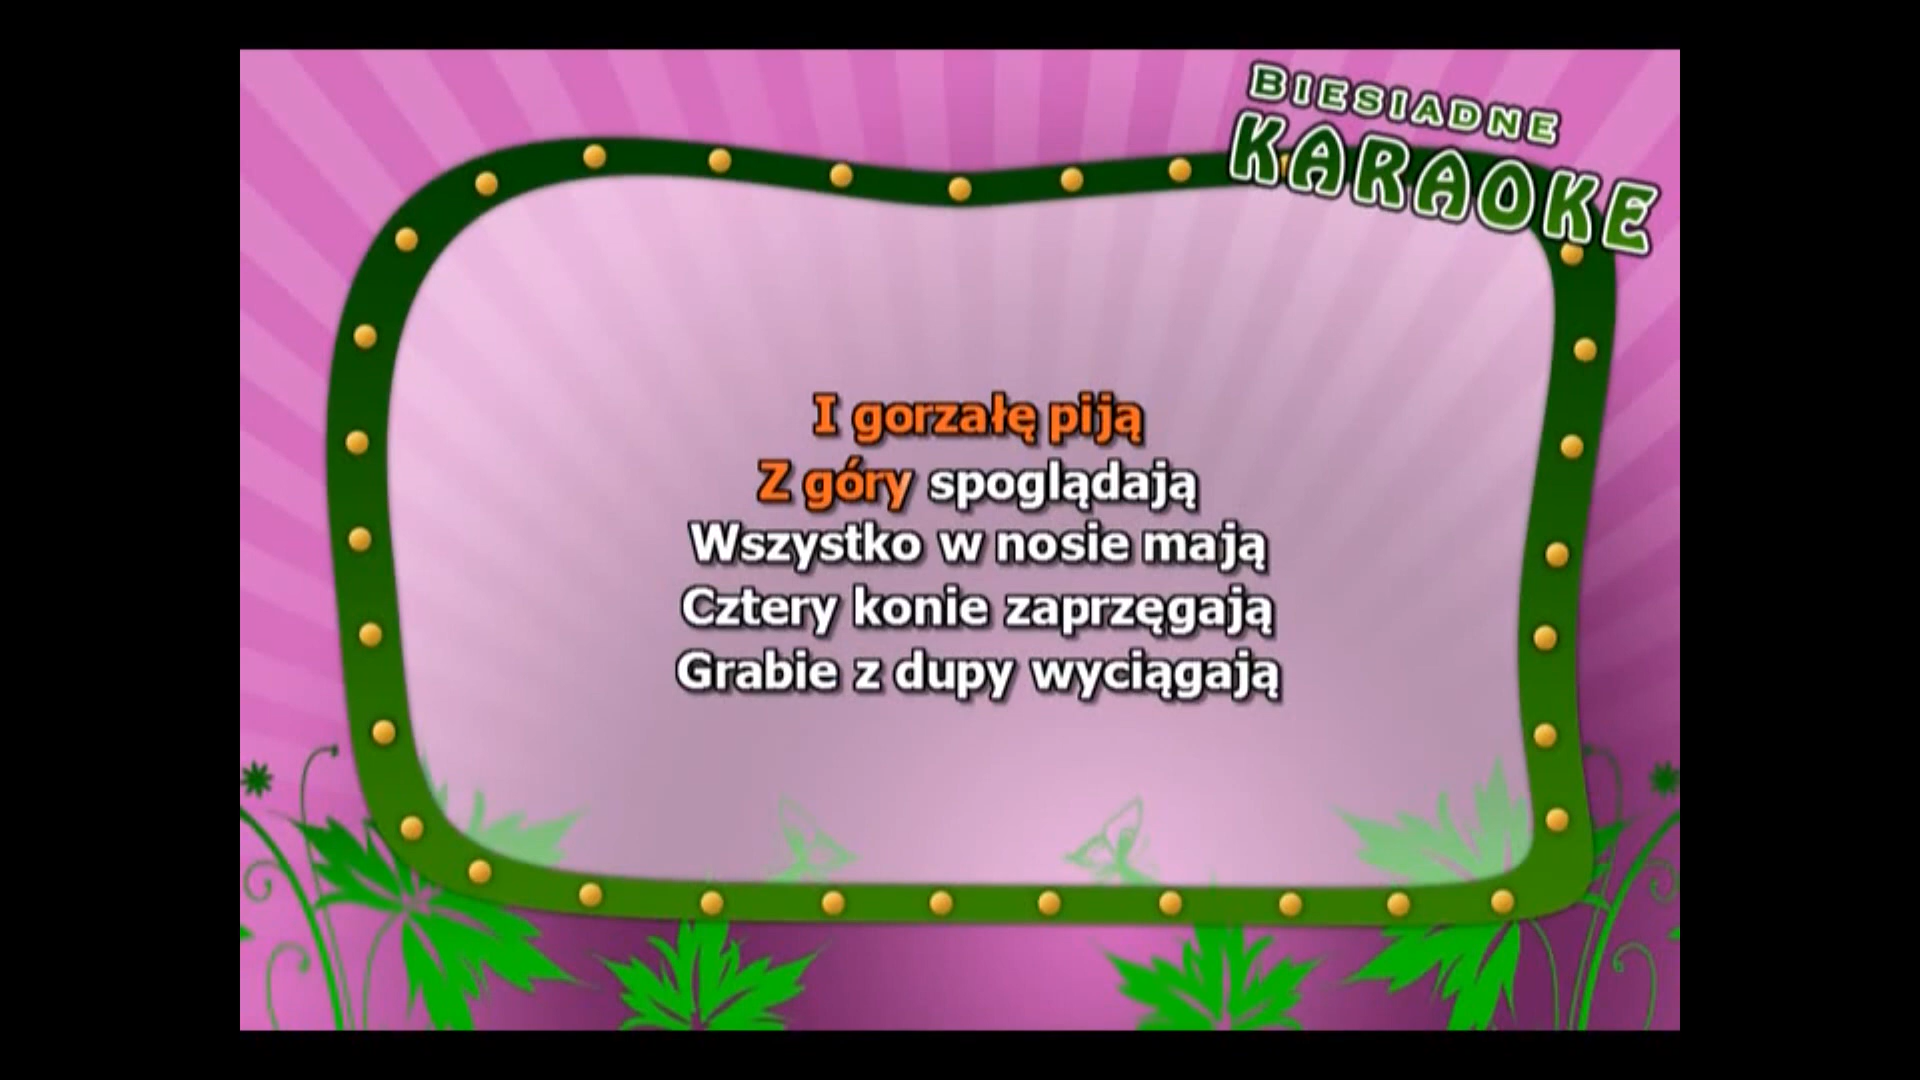 BIESIADNE
KARAOKE
I gorzałę piją
Z góry spoglądają
Wszystko w nosie mają
Cztery konie zaprzęgają
Grabie z dupy wyciągają